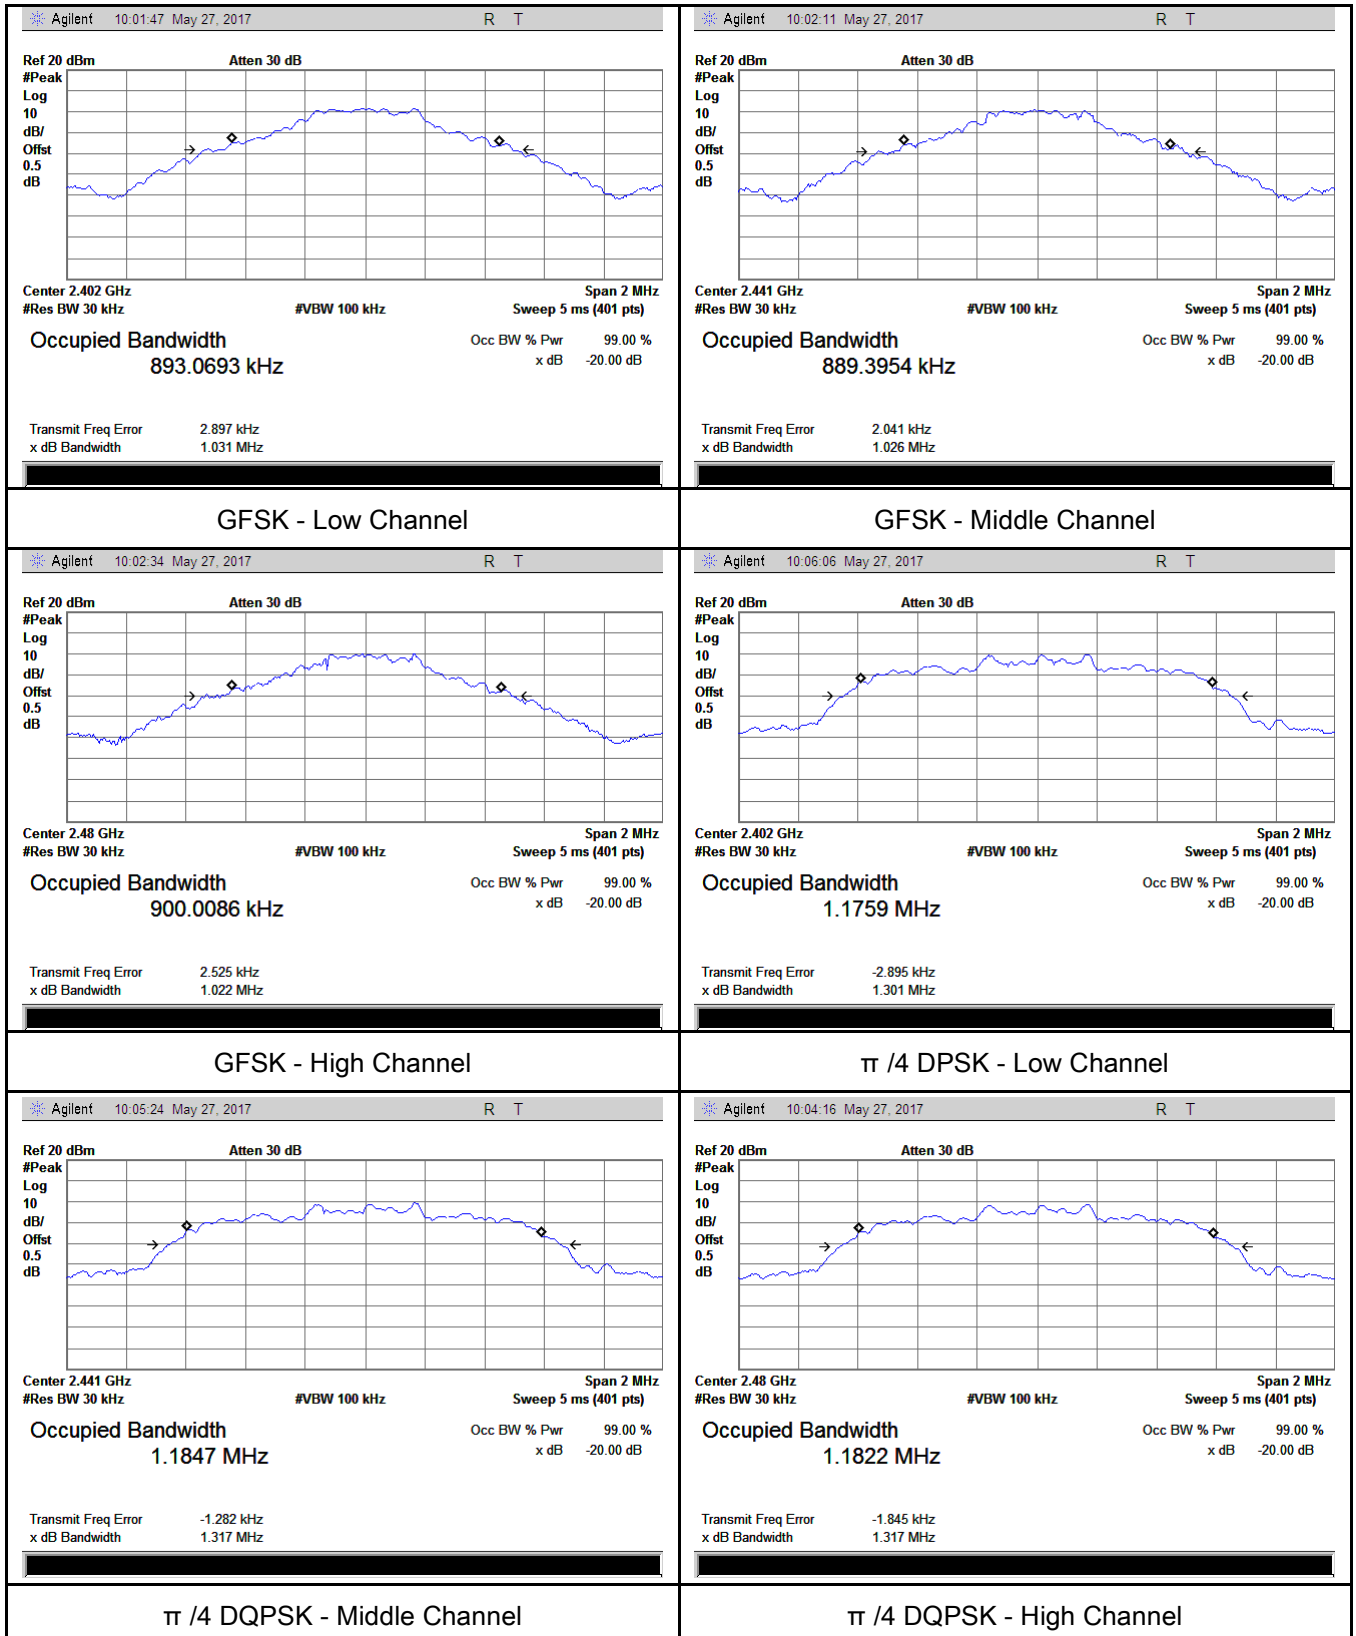 Agilent 10:01:47 May 27, 2017 R T
Ref 20 dBm Atten 30 dB
#Peak
Log
10
dB/
Offst
0.5
dB
Center 2.402 GHz Span 2 MHz
#Res BW 30 kHz #VBW 100 kHz Sweep 5 ms (401 pts)
Occupied Bandwidth Occ BW % Pwr 99.00 %
893.0693 kHz x dB -20.00 dB
Transmit Freq Error 2.897 kHz
x dB Bandwidth 1.031 MHz
GFSK - Low Channel
Agilent 10:02:11 May 27, 2017 R T
Ref 20 dBm Atten 30 dB
#Peak
Log
10
dB/
Offst
0.5
dB
Center 2.441 GHz Span 2 MHz
#Res BW 30 kHz #VBW 100 kHz Sweep 5 ms (401 pts)
Occupied Bandwidth Occ BW % Pwr 99.00 %
889.3954 kHz x dB -20.00 dB
Transmit Freq Error 2.041 kHz
x dB Bandwidth 1.026 MHz
GFSK - Middle Channel
Agilent 10:02:34 May 27, 2017 R T
Ref 20 dBm Atten 30 dB
#Peak
Log
10
dB/
Offst
0.5
dB
Center 2.48 GHz Span 2 MHz
#Res BW 30 kHz #VBW 100 kHz Sweep 5 ms (401 pts)
Occupied Bandwidth Occ BW % Pwr 99.00 %
900.0086 kHz x dB -20.00 dB
Transmit Freq Error 2.525 kHz
x dB Bandwidth 1.022 MHz
GFSK - High Channel
Agilent 10:06:06 May 27, 2017 R T
Ref 20 dBm Atten 30 dB
#Peak
Log
10
dB/
Offst
0.5
dB
Center 2.402 GHz Span 2 MHz
#Res BW 30 kHz #VBW 100 kHz Sweep 5 ms (401 pts)
Occupied Bandwidth Occ BW % Pwr 99.00 %
1.1759 MHz x dB -20.00 dB
Transmit Freq Error -2.895 kHz
x dB Bandwidth 1.301 MHz
π /4 DPSK - Low Channel
Agilent 10:05:24 May 27, 2017 R T
Ref 20 dBm Atten 30 dB
#Peak
Log
10
dB/
Offst
0.5
dB
Center 2.441 GHz Span 2 MHz
#Res BW 30 kHz #VBW 100 kHz Sweep 5 ms (401 pts)
Occupied Bandwidth Occ BW % Pwr 99.00 %
1.1847 MHz x dB -20.00 dB
Transmit Freq Error -1.282 kHz
x dB Bandwidth 1.317 MHz
π /4 DQPSK - Middle Channel
Agilent 10:04:16 May 27, 2017 R T
Ref 20 dBm Atten 30 dB
#Peak
Log
10
dB/
Offst
0.5
dB
Center 2.48 GHz Span 2 MHz
#Res BW 30 kHz #VBW 100 kHz Sweep 5 ms (401 pts)
Occupied Bandwidth Occ BW % Pwr 99.00 %
1.1822 MHz x dB -20.00 dB
Transmit Freq Error -1.845 kHz
x dB Bandwidth 1.317 MHz
π /4 DQPSK - High Channel